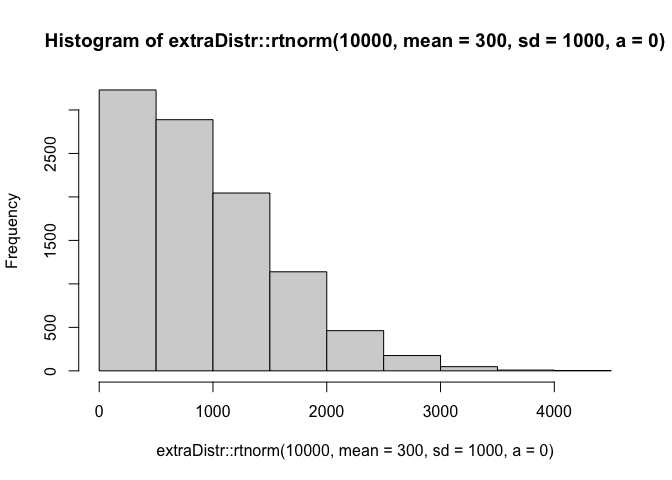 Histogram of extraDistr::rtnorm(10000, mean = 300, sd = 1000, a = 0)
Frequency
2500
1500
500
0
0 1000 2000 3000 4000
extraDistr::rtnorm(10000, mean = 300, sd = 1000, a = 0)